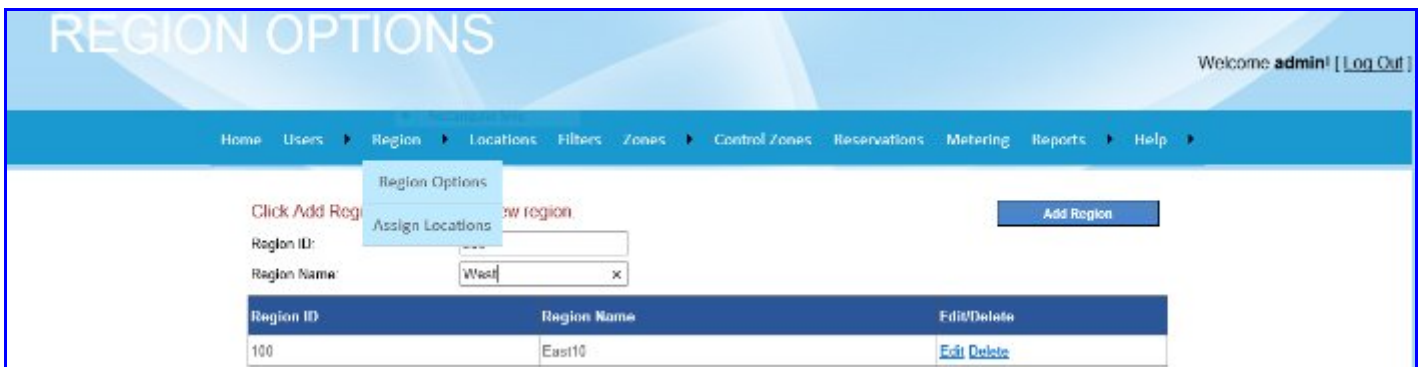 REGION OPTIONS
Welcome admin! [ Log Out ]
Home Users Region Locations Filters Zones Control Zones Reservations Metering Reports Help
Region Options
Assign Locations
Click Add Regi ew region.
Add Region
Region ID:
Region Name: West x
Region ID Region Name Edit/Delete
100 East10 Edit Delete